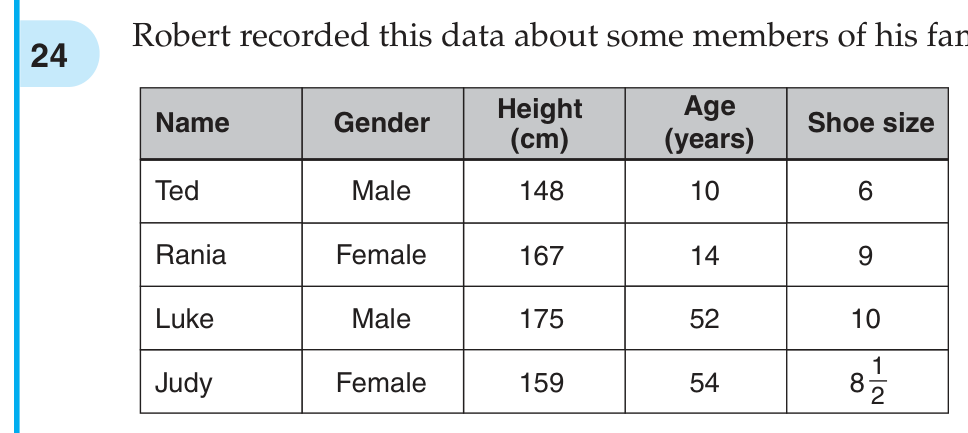 24
Robert recorded this data about some members of his
Name Gender Height (cm) Age (years) Shoe size
Ted Male 148 10 6
Rania Female 167 14 9
Luke Male 175 52 10
Judy Female 159 54 8 1/2